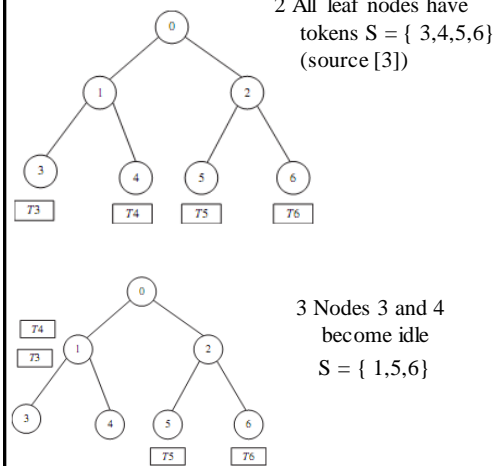 2 All leaf nodes have
tokens S = { 3,4,5,6}
(source [3])
0
1
2
3
4
5
6
T3
T4
T5
T6
3 Nodes 3 and 4
become idle
S = { 1,5,6}
0
T4
T3
1
2
3
4
5
6
T5
T6